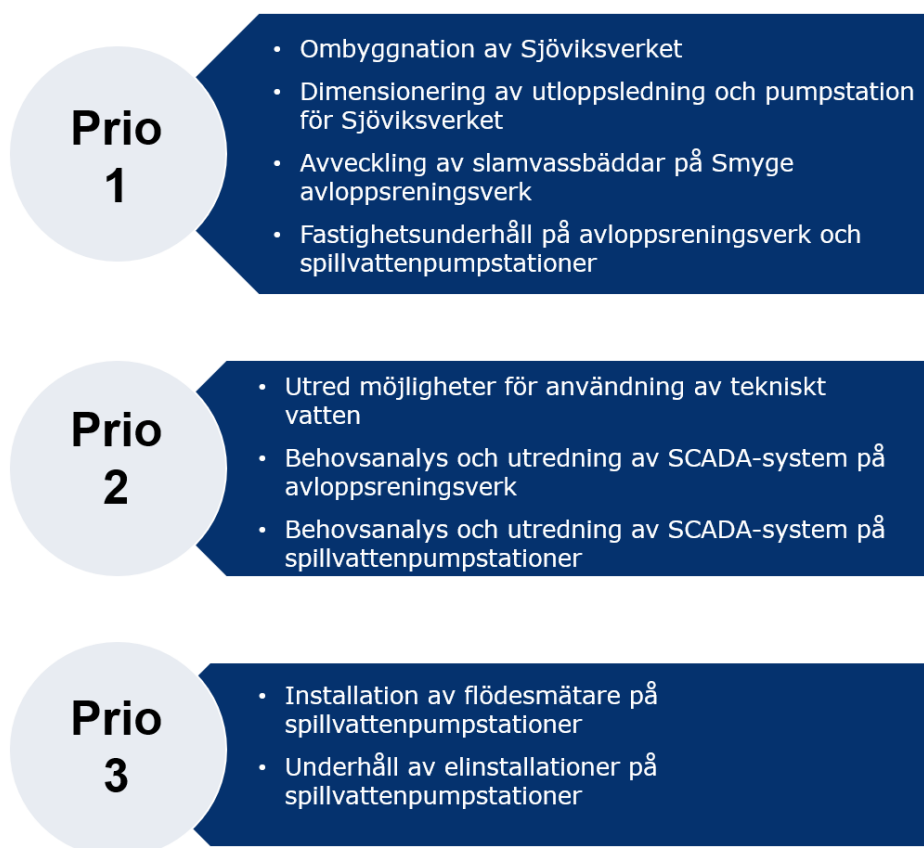 Prio
1
• Ombyggnation av Sjöviksverket
• Dimensionering av utloppsledning och pumpstation
för Sjöviksverket
• Avveckling av slamvassbäddar på Smyge
avloppsreningsverk
• Fastighetsunderhåll på avloppsreningsverk och
spillvattenpumpstationer
Prio
2
• Utred möjligheter för användning av tekniskt
vatten
• Behovsanalys och utredning av SCADA-system på
avloppsreningsverk
• Behovsanalys och utredning av SCADA-system på
spillvattenpumpstationer
Prio
3
• Installation av flödesmätare på
spillvattenpumpstationer
• Underhåll av elinstallationer på
spillvattenpumpstationer